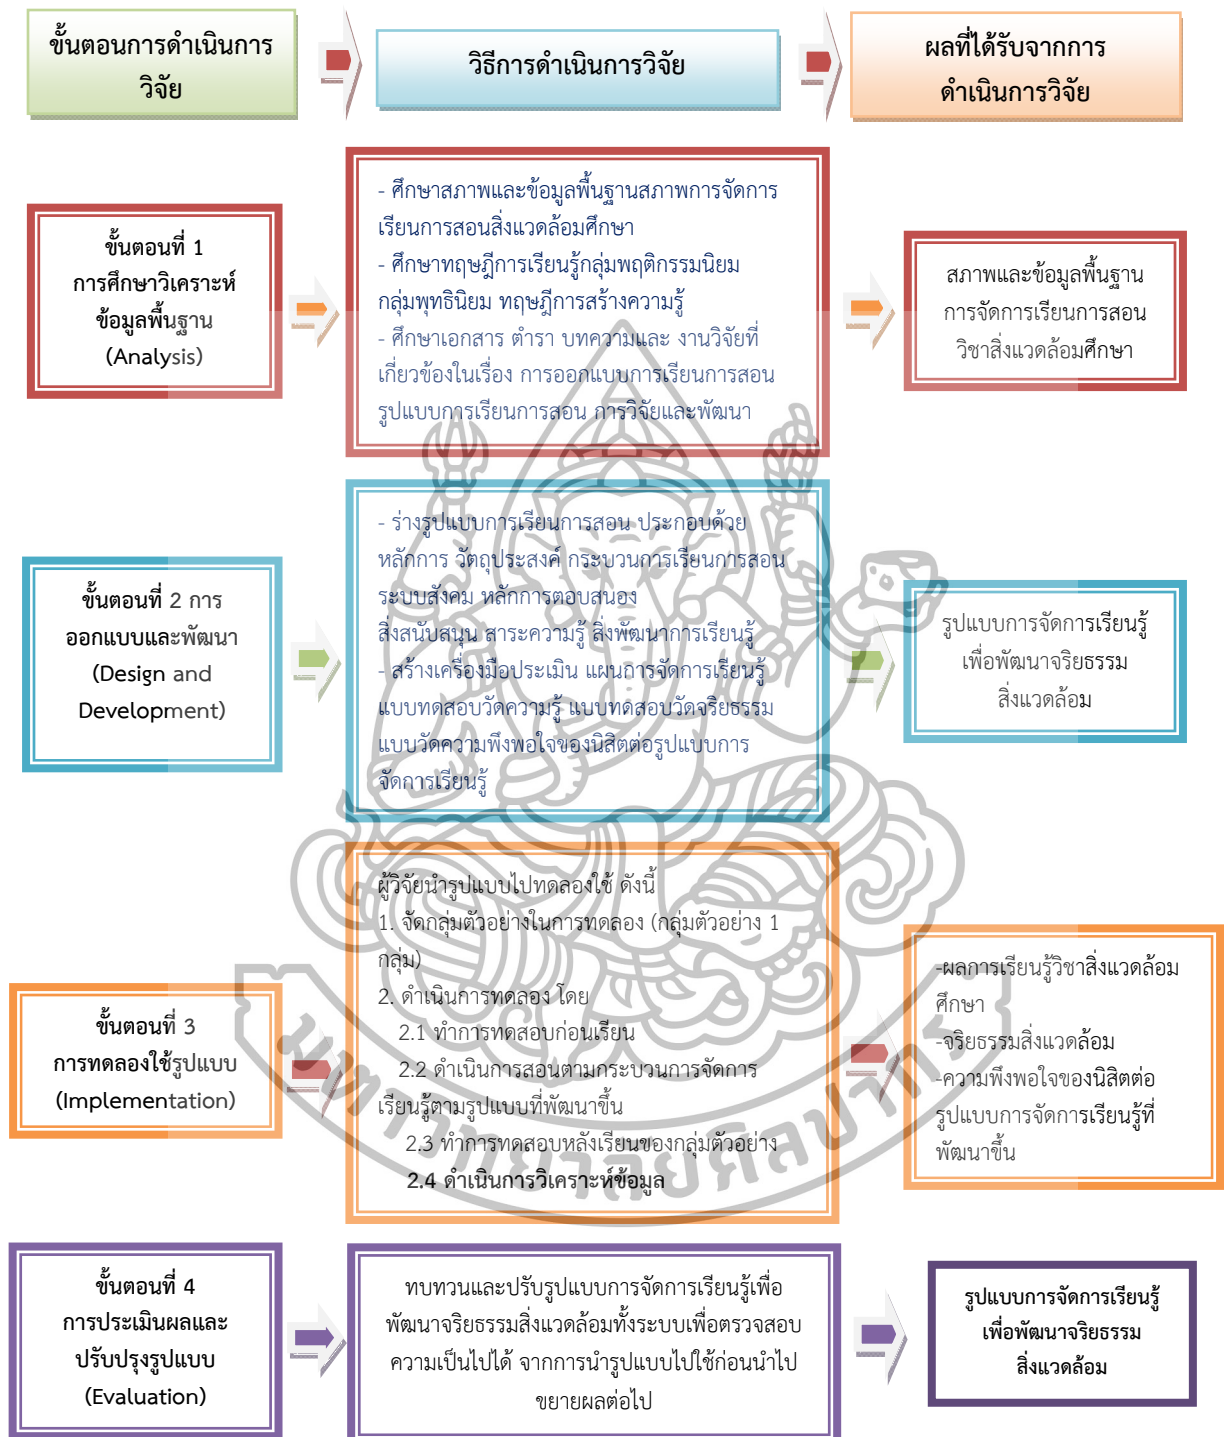 ขั้นตอนการดำเนินการ
วิจัย
วิธีการดำเนินการวิจัย
ผลที่ได้รับจากการ
ดำเนินการวิจัย
ขั้นตอนที่ 1
การศึกษาวิเคราะห์
ข้อมูลพื้นฐาน
(Analysis)
- ศึกษาสภาพและข้อมูลพื้นฐานสภาพการจัดการ
เรียนการสอนสิ่งแวดล้อมศึกษา
- ศึกษาทฤษฎีการเรียนรู้กลุ่มพฤติกรรมนิยม
กลุ่มพุทธินิยม ทฤษฎีการสร้างความรู้
- ศึกษาเอกสาร ตำรา บทความและ งานวิจัยที่
เกี่ยวข้องในเรื่อง การออกแบบการเรียนการสอน
รูปแบบการเรียนการสอน การวิจัยและพัฒนา
สภาพและข้อมูลพื้นฐาน
การจัดการเรียนการสอน
วิชาสิ่งแวดล้อมศึกษา
ขั้นตอนที่ 2 การ
ออกแบบและพัฒนา
(Design and
Development)
- ร่างรูปแบบการเรียนการสอน ประกอบด้วย
หลักการ วัตถุประสงค์ กระบวนการเรียนการสอน
ระบบสังคม หลักการตอบสนอง
สิ่งสนับสนุน สาระความรู้ สิ่งพัฒนาการเรียนรู้
- สร้างเครื่องมือประเมิน แผนการจัดการเรียนรู้
แบบทดสอบวัดความรู้ แบบทดสอบวัดจริยธรรม
แบบวัดความพึงพอใจของนิสิตต่อรูปแบบการ
จัดการเรียนรู้
รูปแบบการจัดการเรียนรู้
เพื่อพัฒนาจริยธรรม
สิ่งแวดล้อม
ขั้นตอนที่ 3
การทดลองใช้รูปแบบ
(Implementation)
ผู้วิจัยนำรูปแบบไปทดลองใช้ ดังนี้
1. จัดกลุ่มตัวอย่างในการทดลอง (กลุ่มตัวอย่าง 1
กลุ่ม)
2. ดำเนินการทดลอง โดย
2.1 ทำการทดสอบก่อนเรียน
2.2 ดำเนินการสอนตามกระบวนการจัดการ
เรียนรู้ตามรูปแบบที่พัฒนาขึ้น
2.3 ทำการทดสอบหลังเรียนของกลุ่มตัวอย่าง
2.4 ดำเนินการวิเคราะห์ข้อมูล
-ผลการเรียนรู้วิชาสิ่งแวดล้อม
ศึกษา
-จริยธรรมสิ่งแวดล้อม
-ความพึงพอใจของนิสิตต่อ
รูปแบบการจัดการเรียนรู้ที่
พัฒนาขึ้น
มหาวิทยาลัยศิลปากร
ขั้นตอนที่ 4
การประเมินผลและ
ปรับปรุงรูปแบบ
(Evaluation)
ทบทวนและปรับรูปแบบการจัดการเรียนรู้เพื่อ
พัฒนาจริยธรรมสิ่งแวดล้อมทั้งระบบเพื่อตรวจสอบ
ความเป็นไปได้ จากการนำรูปแบบไปใช้ก่อนนำไป
ขยายผลต่อไป
รูปแบบการจัดการเรียนรู้
เพื่อพัฒนาจริยธรรม
สิ่งแวดล้อม